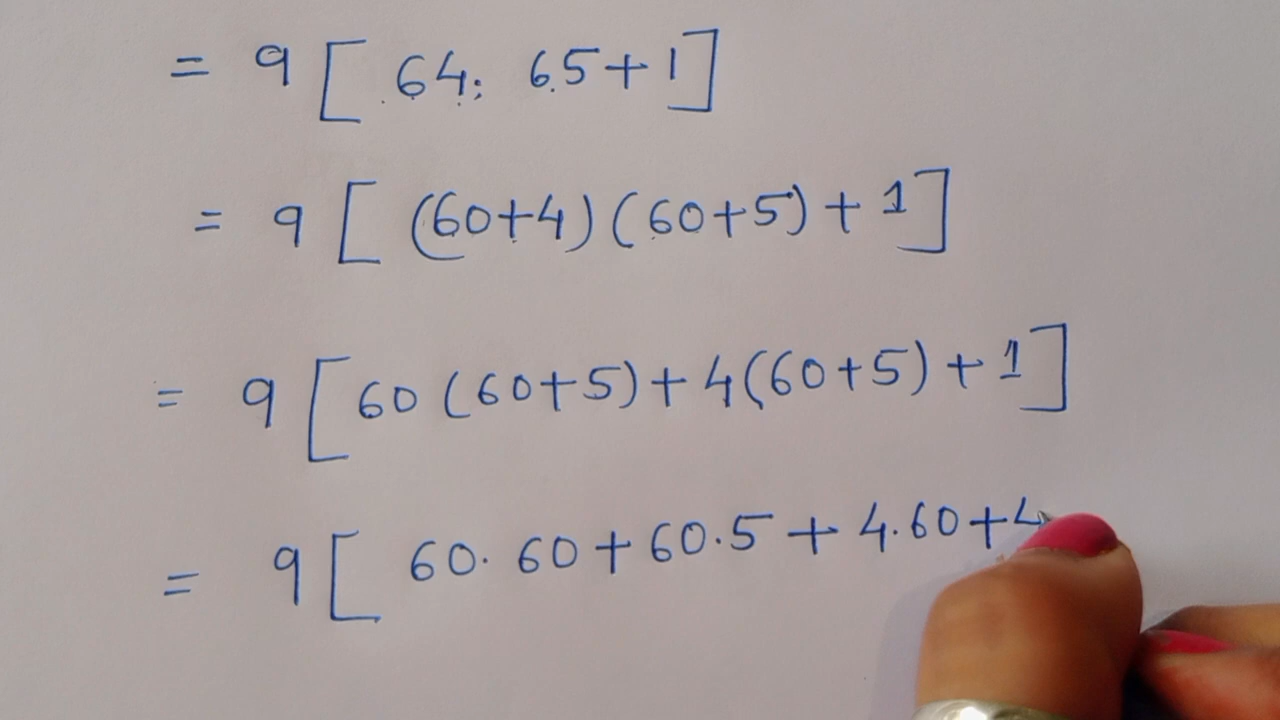 = 9 [ 64. 65+1]
= 9 [ (60+4) (60+5) + 1]
= 9 [60 (60+5) + 4(60+5) + 1]
= 9 [ 60. 60 + 60.5 + 4.60+4